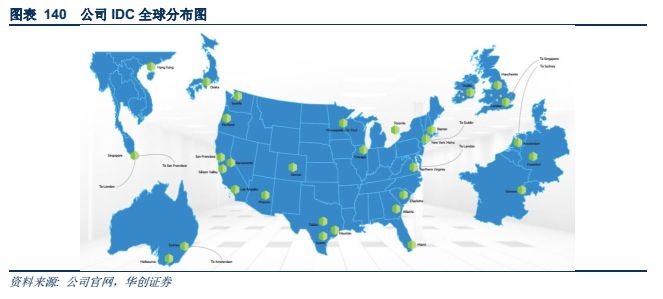 图表 140 公司 IDC 全球分布图
Hong Kong
Osaka
Seattle
Portland
Minneapolis-St. Paul
Toronto
Boston
New York Metro
Chicago
San Francisco
Sacramento
Silicon Valley
Denver
Northern Virginia
Los Angeles
Phoenix
Charlotte
Atlanta
Dallas
Houston
Austin
Miami
Singapore
To San Francisco
To London
Sydney
Melbourne
To Amsterdam
Manchester
Dublin
London
To Singapore
To Sydney
To Dublin
To London
Amsterdam
Frankfurt
Geneva
资料来源: 公司官网，华创证券